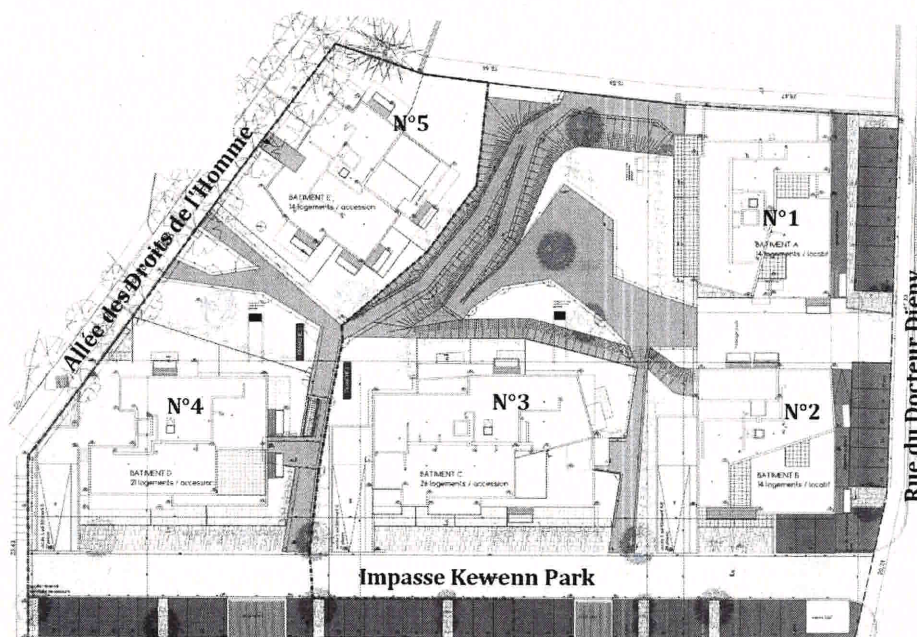 N°5
BATIMENT E
14 logements / accession
Allée des Droits de l'Homme
N°1
BATIMENT A
14 logements / locatif
Rue du Docteur Diény
N°4
BATIMENT D
21 logements / accession
N°3
BATIMENT C
26 logements / accession
N°2
BATIMENT B
14 logements / locatif
Impasse Kewenn Park